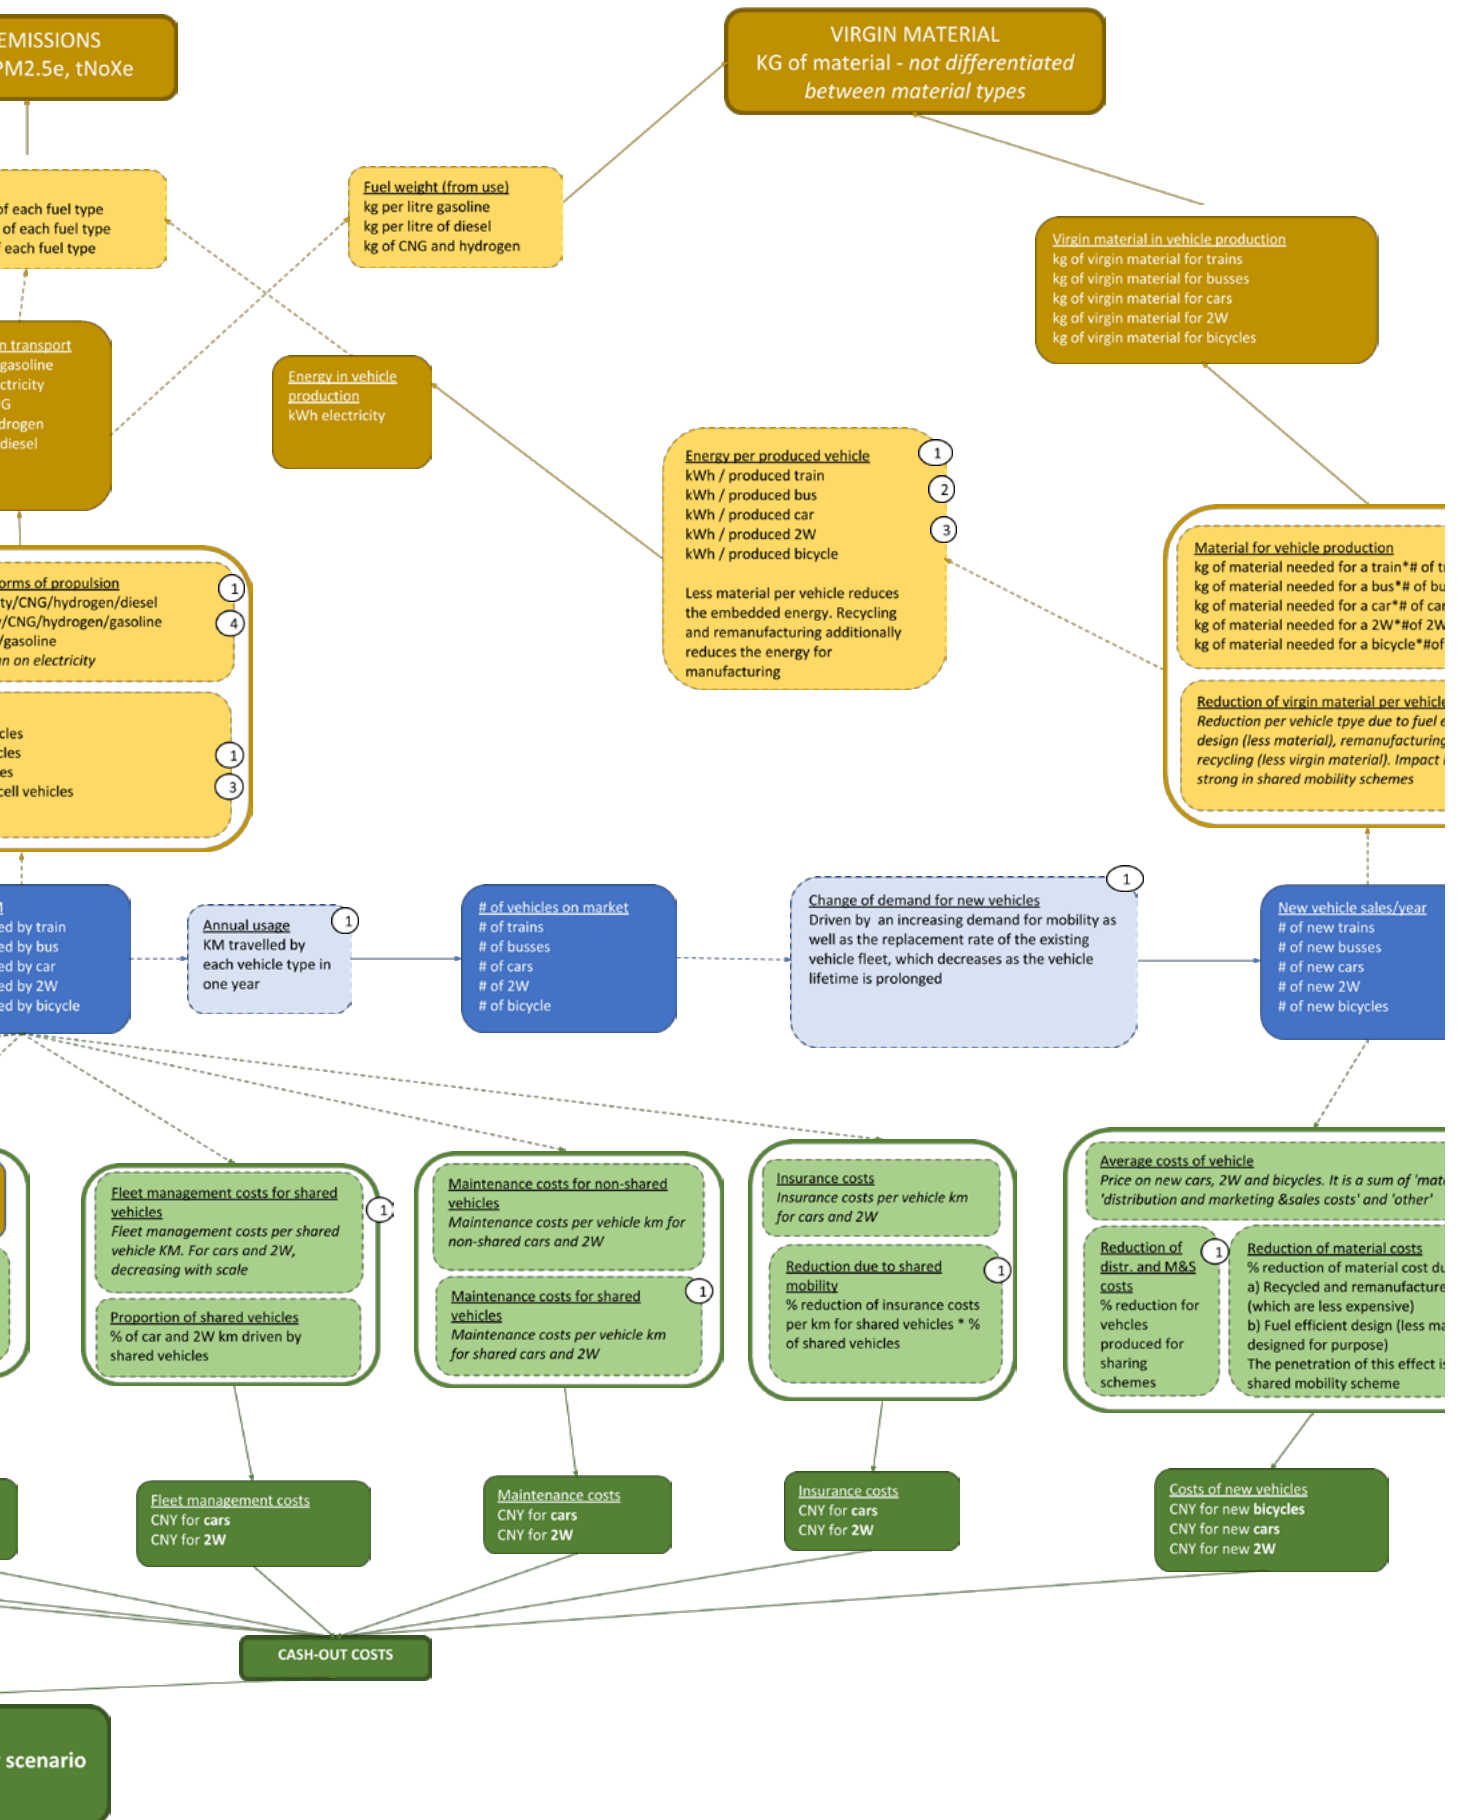 EMISSIONS
PM2.5e, tNoXe
VIRGIN MATERIAL
KG of material - not differentiated
between material types
of each fuel type
of each fuel type
f each fuel type
Fuel weight (from use)
kg per litre gasoline
kg per litre of diesel
kg of CNG and hydrogen
Virgin material in vehicle production
kg of virgin material for trains
kg of virgin material for busses
kg of virgin material for cars
kg of virgin material for 2W
kg of virgin material for bicycles
n transport
gasoline
ctricity
G
drogen
diesel
Energy in vehicle
production
kWh electricity
Energy per produced vehicle
kWh / produced train
kWh / produced bus
kWh / produced car
kWh / produced 2W
kWh / produced bicycle
Less material per vehicle reduces
the embedded energy. Recycling
and remanufacturing additionally
reduces the energy for
manufacturing
1
2
3
Material for vehicle production
kg of material needed for a train*# of tr
kg of material needed for a bus*# of bu
kg of material needed for a car*# of car
kg of material needed for a 2W*#of 2W
kg of material needed for a bicycle*#of
Reduction of virgin material per vehicle
Reduction per vehicle tpye due to fuel e
design (less material), remanufacturing
recycling (less virgin material). Impact
strong in shared mobility schemes
orms of propulsion
ty/CNG/hydrogen/diesel
/CNG/hydrogen/gasoline
/gasoline
n on electricity
1
4
cles
cles
es
cell vehicles
1
3
ed by train
ed by bus
ed by car
ed by 2W
ed by bicycle
Annual usage
KM travelled by
each vehicle type in
one year
1
# of vehicles on market
# of trains
# of busses
# of cars
# of 2W
# of bicycle
Change of demand for new vehicles
Driven by an increasing demand for mobility as
well as the replacement rate of the existing
vehicle fleet, which decreases as the vehicle
lifetime is prolonged
1
New vehicle sales/year
# of new trains
# of new busses
# of new cars
# of new 2W
# of new bicycles
Fleet management costs for shared
vehicles
Fleet management costs per shared
vehicle KM. For cars and 2W,
decreasing with scale
1
Proportion of shared vehicles
% of car and 2W km driven by
shared vehicles
Maintenance costs for non-shared
vehicles
Maintenance costs per vehicle km for
non-shared cars and 2W
Maintenance costs for shared
vehicles
Maintenance costs per vehicle km
for shared cars and 2W
1
Insurance costs
Insurance costs per vehicle km
for cars and 2W
Reduction due to shared
mobility
% reduction of insurance costs
per km for shared vehicles * %
of shared vehicles
1
Average costs of vehicle
Price on new cars, 2W and bicycles. It is a sum of 'mat
'distribution and marketing &sales costs' and 'other'
Reduction of
distr. and M&S
costs
% reduction for
vehcles
produced for
sharing
schemes
1
Reduction of material costs
% reduction of material cost du
a) Recycled and remanufacture
(which are less expensive)
b) Fuel efficient design (less ma
designed for purpose)
The penetration of this effect is
shared mobility scheme
Fleet management costs
CNY for cars
CNY for 2W
Maintenance costs
CNY for cars
CNY for 2W
Insurance costs
CNY for cars
CNY for 2W
Costs of new vehicles
CNY for new bicycles
CNY for new cars
CNY for new 2W
CASH-OUT COSTS
scenario